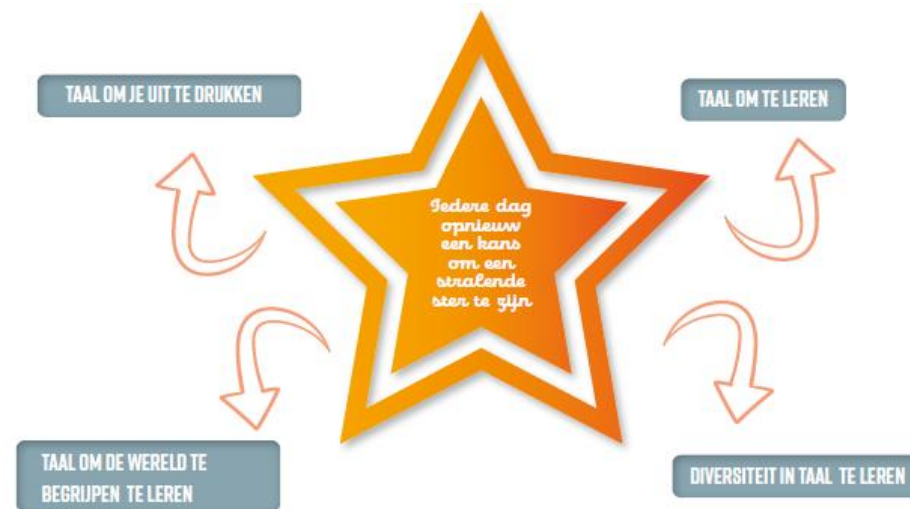 TAAL OM JE UIT TE DRUKKEN
TAAL OM TE LEREN
Iedere dag
opnieuw
een kans
om een
stralende
ster te zijn
TAAL OM DE WERELD TE
BEGRIJPEN TE LEREN
DIVERSITEIT IN TAAL TE LEREN